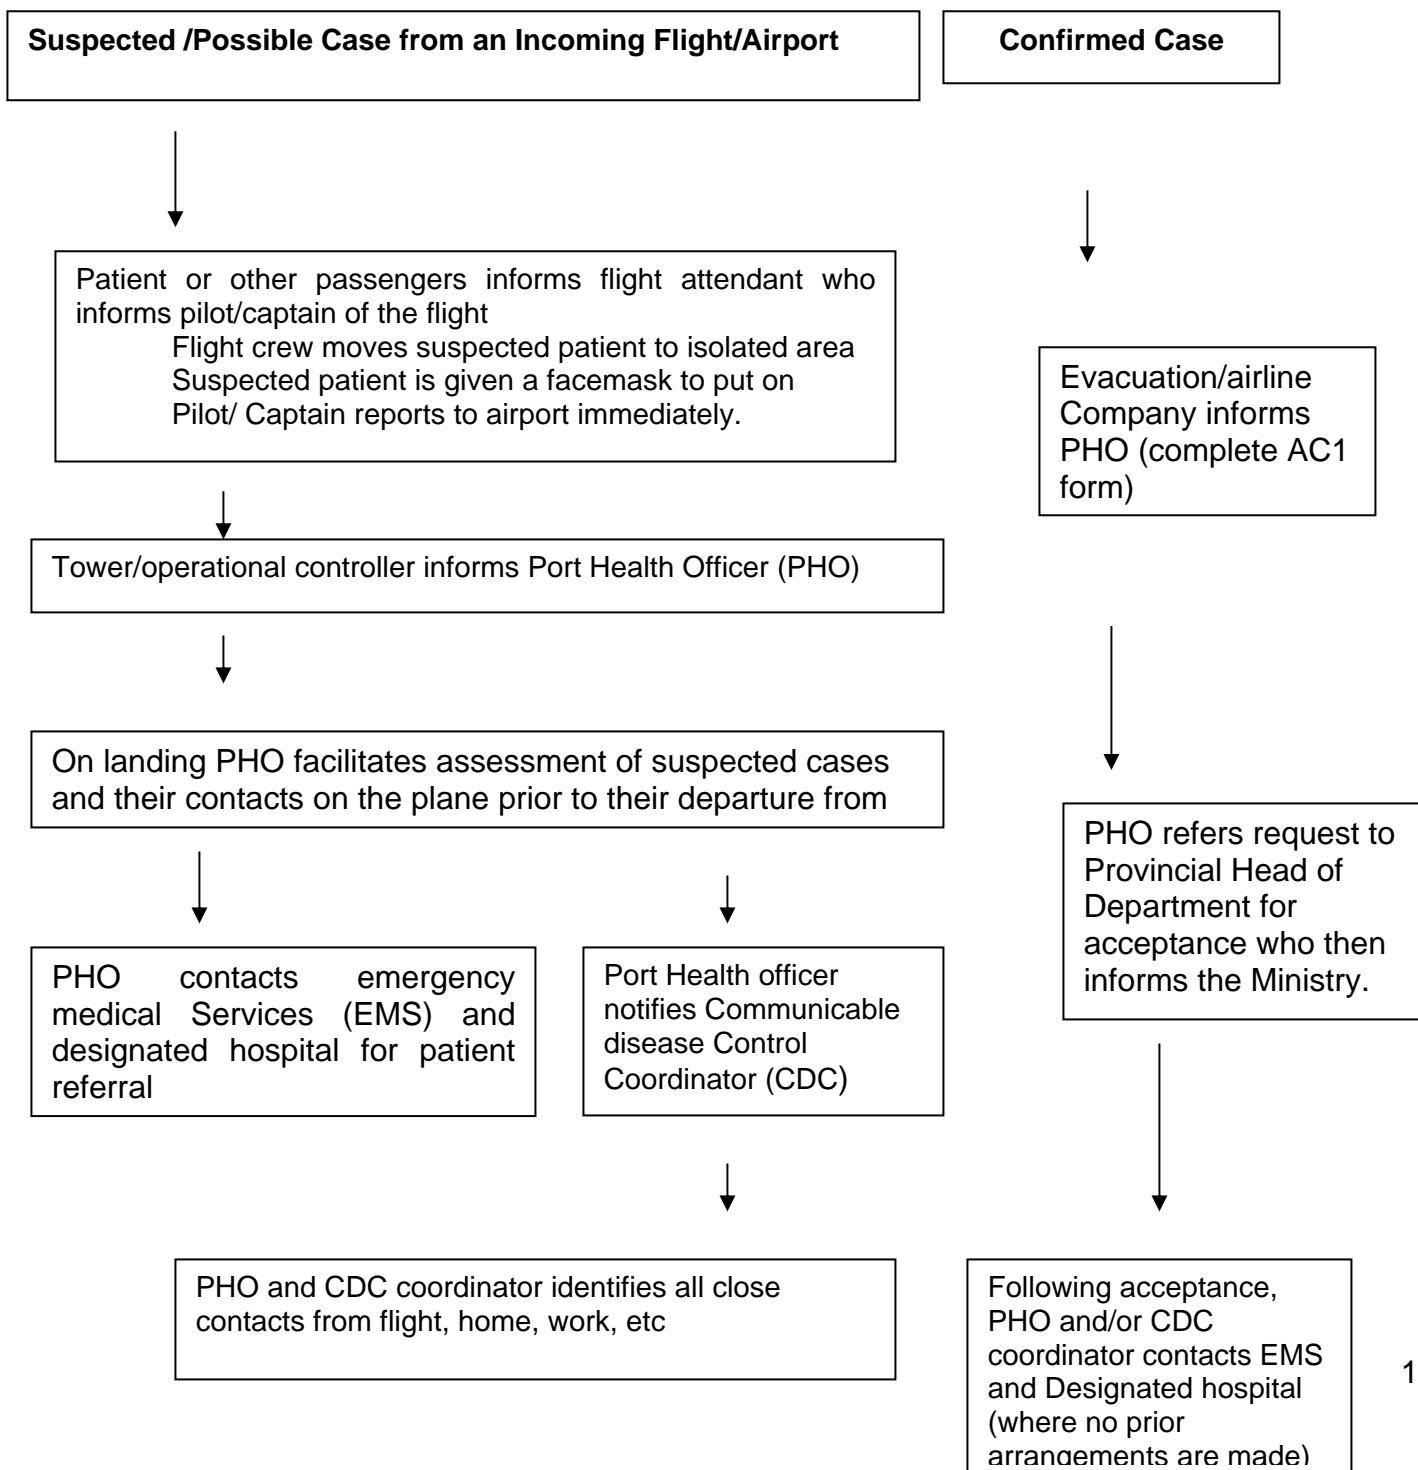 Suspected /Possible Case from an Incoming Flight/Airport
Confirmed Case
Patient or other passengers informs flight attendant who
informs pilot/captain of the flight
Flight crew moves suspected patient to isolated area
Suspected patient is given a facemask to put on
Pilot/ Captain reports to airport immediately.
Tower/operational controller informs Port Health Officer (PHO)
On landing PHO facilitates assessment of suspected cases
and their contacts on the plane prior to their departure from
PHO contacts emergency
medical Services (EMS) and
designated hospital for patient
referral
Port Health officer
notifies Communicable
disease Control
Coordinator (CDC)
PHO and CDC coordinator identifies all close
contacts from flight, home, work, etc
Evacuation/airline
Company informs
PHO (complete AC1
form)
PHO refers request to
Provincial Head of
Department for
acceptance who then
informs the Ministry.
Following acceptance,
PHO and/or CDC
coordinator contacts EMS
and Designated hospital
(where no prior
arrangements are made)
1